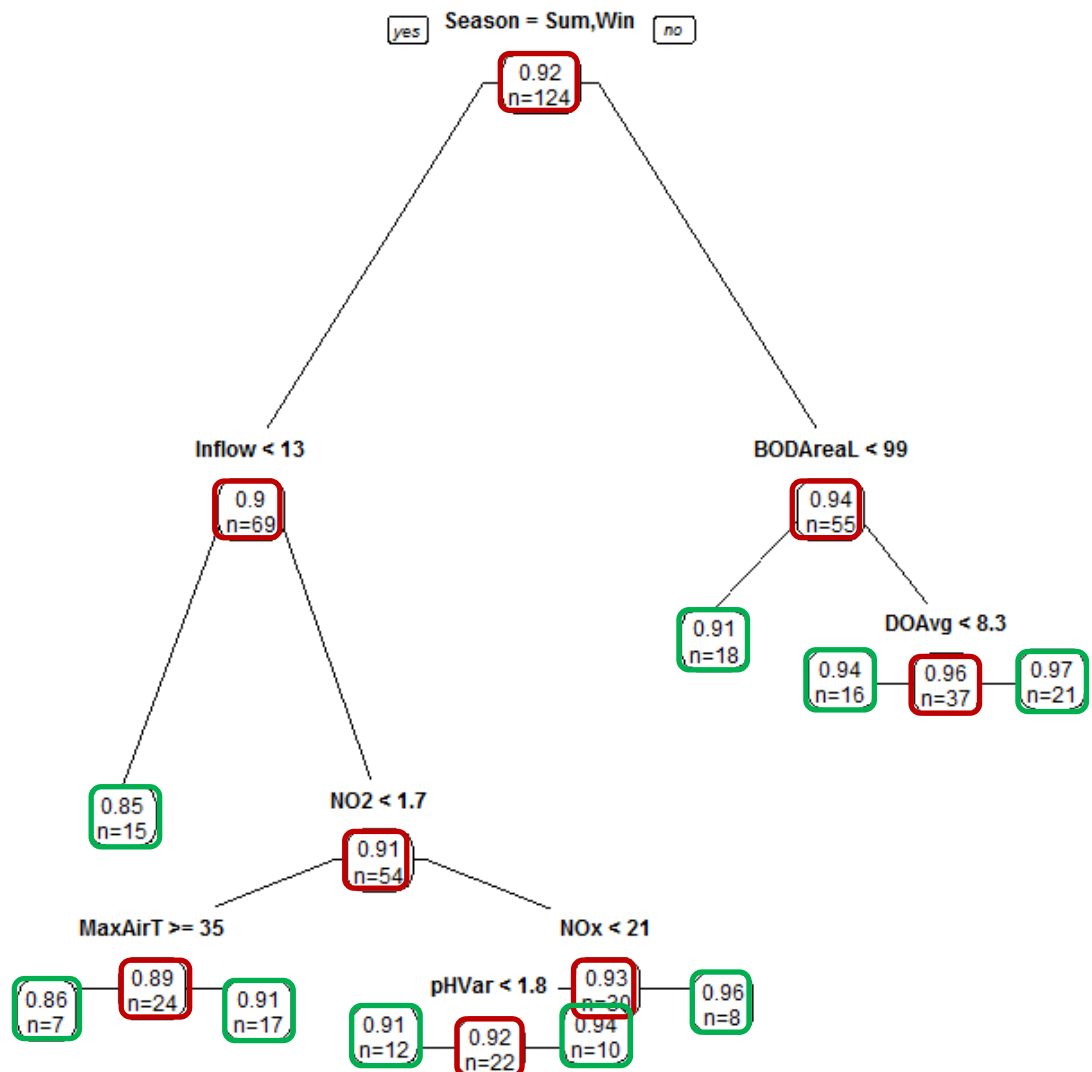 yes Season = Sum,Win no
0.92
n=124
Inflow < 13
0.9
n=69
BODAreaL < 99
0.94
n=55
0.91
n=18
DOAvg < 8.3
0.94
n=16
0.96
n=37
0.97
n=21
0.85
n=15
NO2 < 1.7
0.91
n=54
MaxAirT >= 35
0.86
n=7
0.89
n=24
0.91
n=17
NOx < 21
pHVar < 1.8
0.93
n=30
0.96
n=8
0.91
n=12
0.92
n=22
0.94
n=10